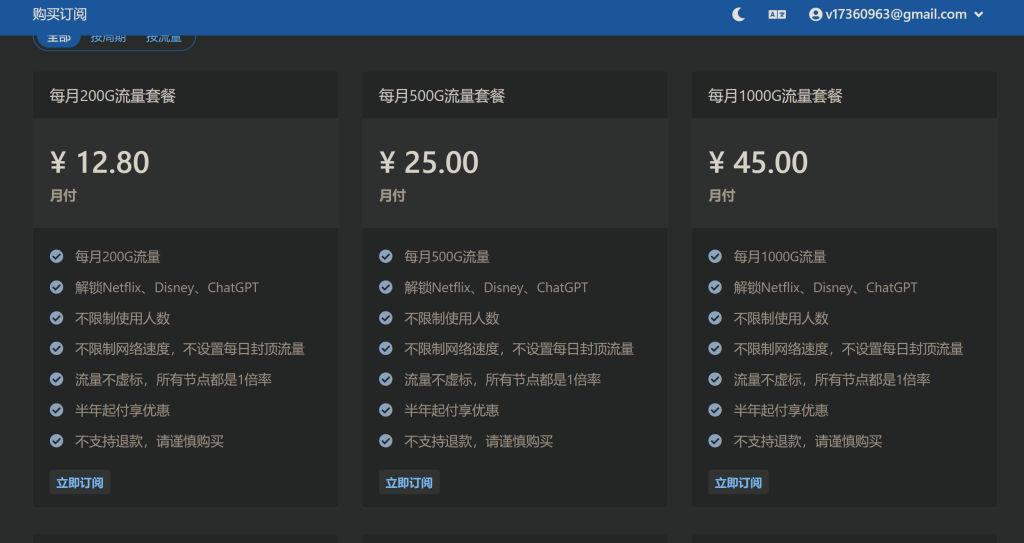 购买订阅
v17360963@gmail.com
全部 按周期 按流量
每月200G流量套餐
¥ 12.80
月付
每月200G流量
解锁Netflix、Disney、ChatGPT
不限制使用人数
不限制网络速度，不设置每日封顶流量
流量不虚标，所有节点都是1倍率
半年起付享优惠
不支持退款，请谨慎购买
立即订阅
每月500G流量套餐
¥ 25.00
月付
每月500G流量
解锁Netflix、Disney、ChatGPT
不限制使用人数
不限制网络速度，不设置每日封顶流量
流量不虚标，所有节点都是1倍率
半年起付享优惠
不支持退款，请谨慎购买
立即订阅
每月1000G流量套餐
¥ 45.00
月付
每月1000G流量
解锁Netflix、Disney、ChatGPT
不限制使用人数
不限制网络速度，不设置每日封顶流量
流量不虚标，所有节点都是1倍率
半年起付享优惠
不支持退款，请谨慎购买
立即订阅